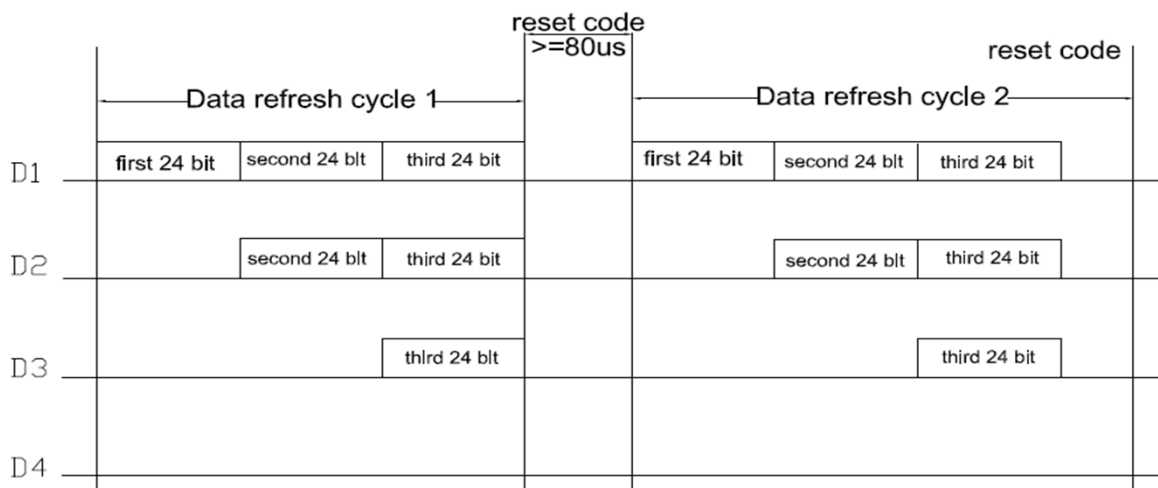 reset code
>=80us
reset code
Data refresh cycle 1
Data refresh cycle 2
D1
first 24 bit
second 24 blt
third 24 bit
first 24 bit
second 24 blt
third 24 bit
D2
second 24 blt
third 24 bit
second 24 blt
third 24 bit
D3
thlrd 24 blt
third 24 bit
D4